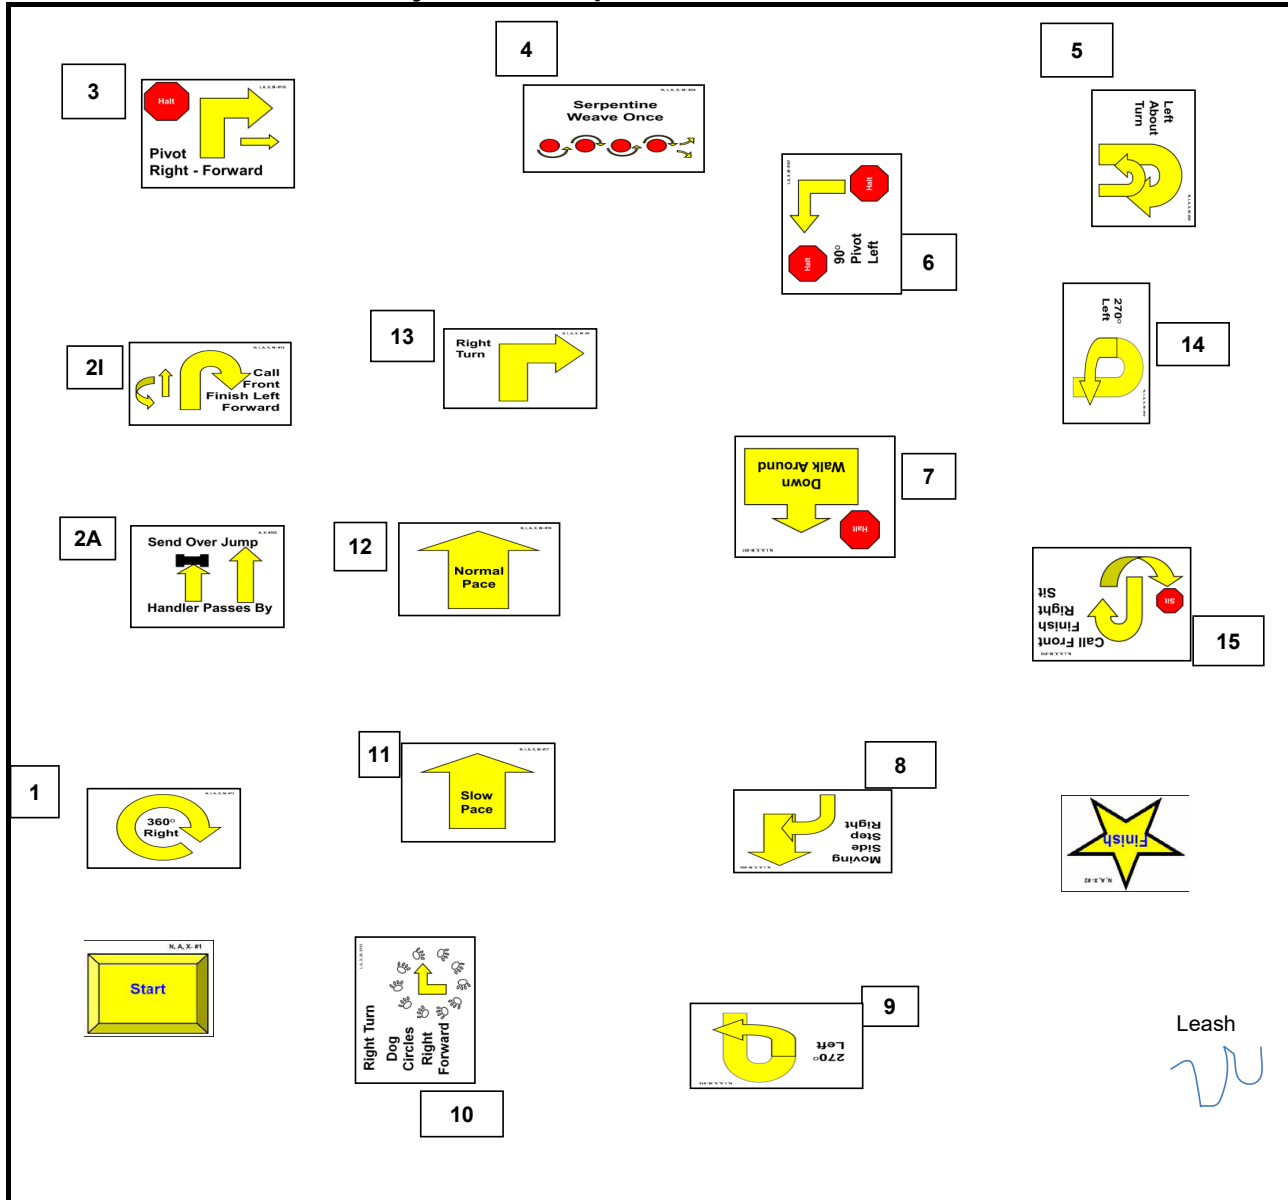 3
Halt
Pivot
Right - Forward
4
Serpentine
Weave Once
5
Left
About
Turn
Halt
Halt
90°
Pivot
Left
6
2I
Call
Front
Finish Left
Forward
13
Right
Turn
270°
Left
14
2A
Send Over Jump
Handler Passes By
12
Normal
Pace
Down
Walk Around
Halt
7
Sit
Call Front
Finish
Right
Sit
15
1
360°
Right
11
Slow
Pace
8
Moving
Side
Step
Right
Finish
N, A, X- #2
N, A, X- #1
Start
Right Turn
Dog
Circles
Right
Forward
10
270°
Left
9
Leash